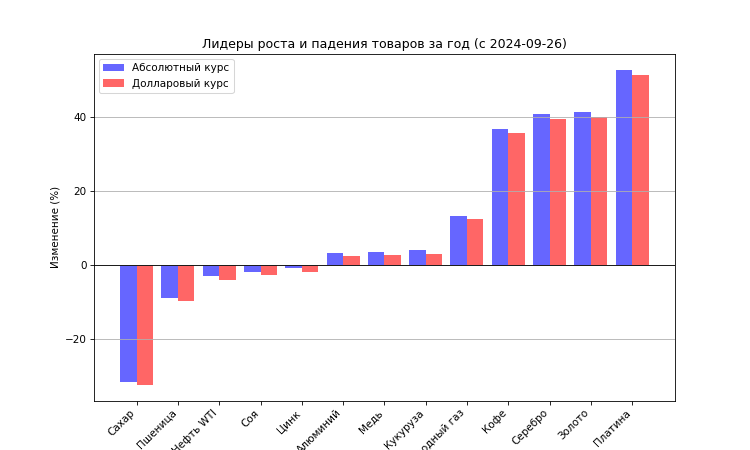 Лидеры роста и падения товаров за год (с 2024-09-26)
Абсолютный курс
Долларовый курс
Изменение (%)
40
20
0
−20
Сахар
Пшеница
Нефть WTI
Соя
Цинк
Алюминий
Медь
Кукуруза
одный газ
Кофе
Серебро
Золото
Платина